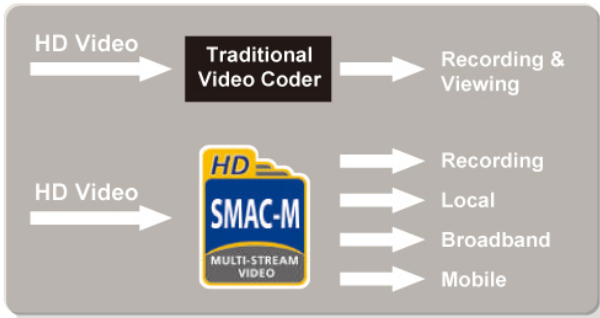 HD Video
Traditional
Video Coder
Recording &
Viewing
HD Video
HD
SMAC-M
MULTI-STREAM
VIDEO
Recording
Local
Broadband
Mobile